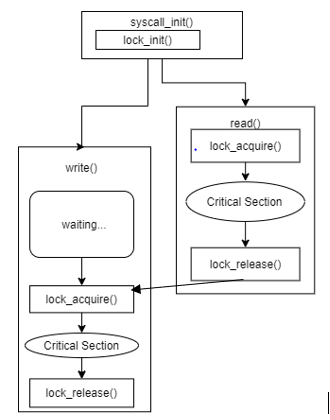 syscall_init()
lock_init()
read()
lock_acquire()
Critical Section
lock_release()
write()
waiting...
lock_acquire()
Critical Section
lock_release()